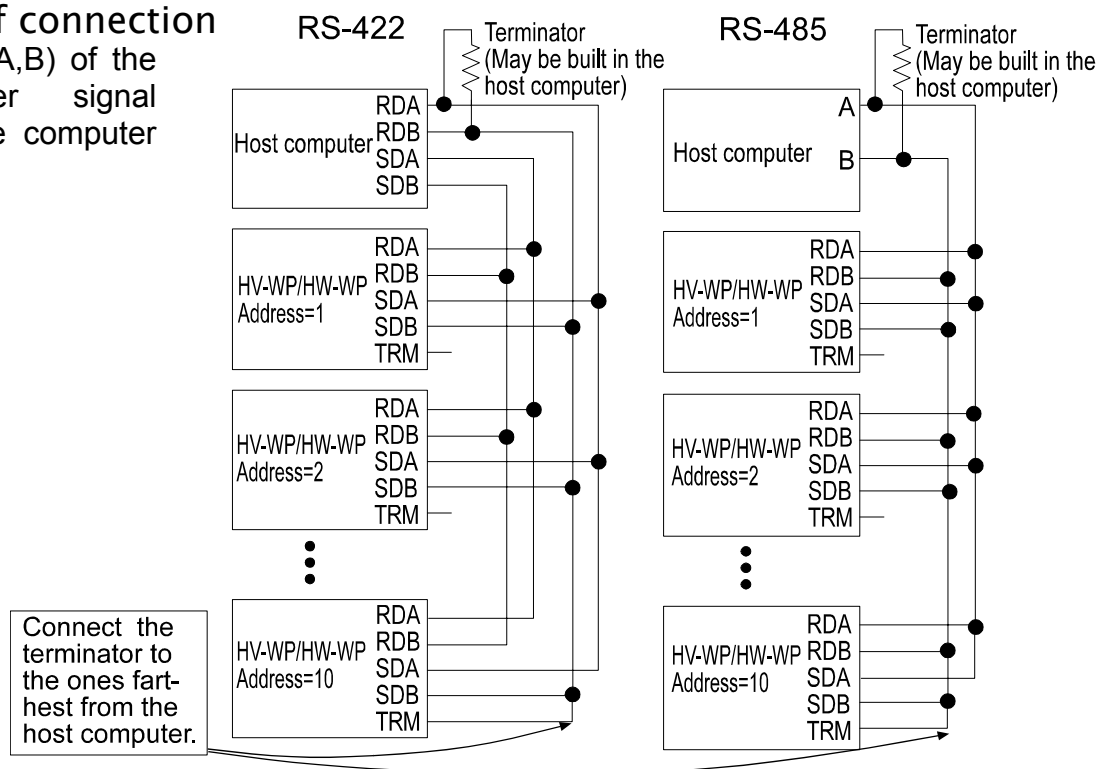 f connection
A,B) of the
er signal
e computer
RS-422
Terminator
(May be built in the
host computer)
Host computer
RDA
RDB
SDA
SDB
HV-WP/HW-WP
Address=1
RDA
RDB
SDA
SDB
TRM
HV-WP/HW-WP
Address=2
RDA
RDB
SDA
SDB
TRM
HV-WP/HW-WP
Address=10
RDA
RDB
SDA
SDB
TRM
Connect the
terminator to
the ones fart-
hest from the
host computer.
RS-485
Terminator
(May be built in the
host computer)
Host computer
A
B
HV-WP/HW-WP
Address=1
RDA
RDB
SDA
SDB
TRM
HV-WP/HW-WP
Address=2
RDA
RDB
SDA
SDB
TRM
HV-WP/HW-WP
Address=10
RDA
RDB
SDA
SDB
TRM